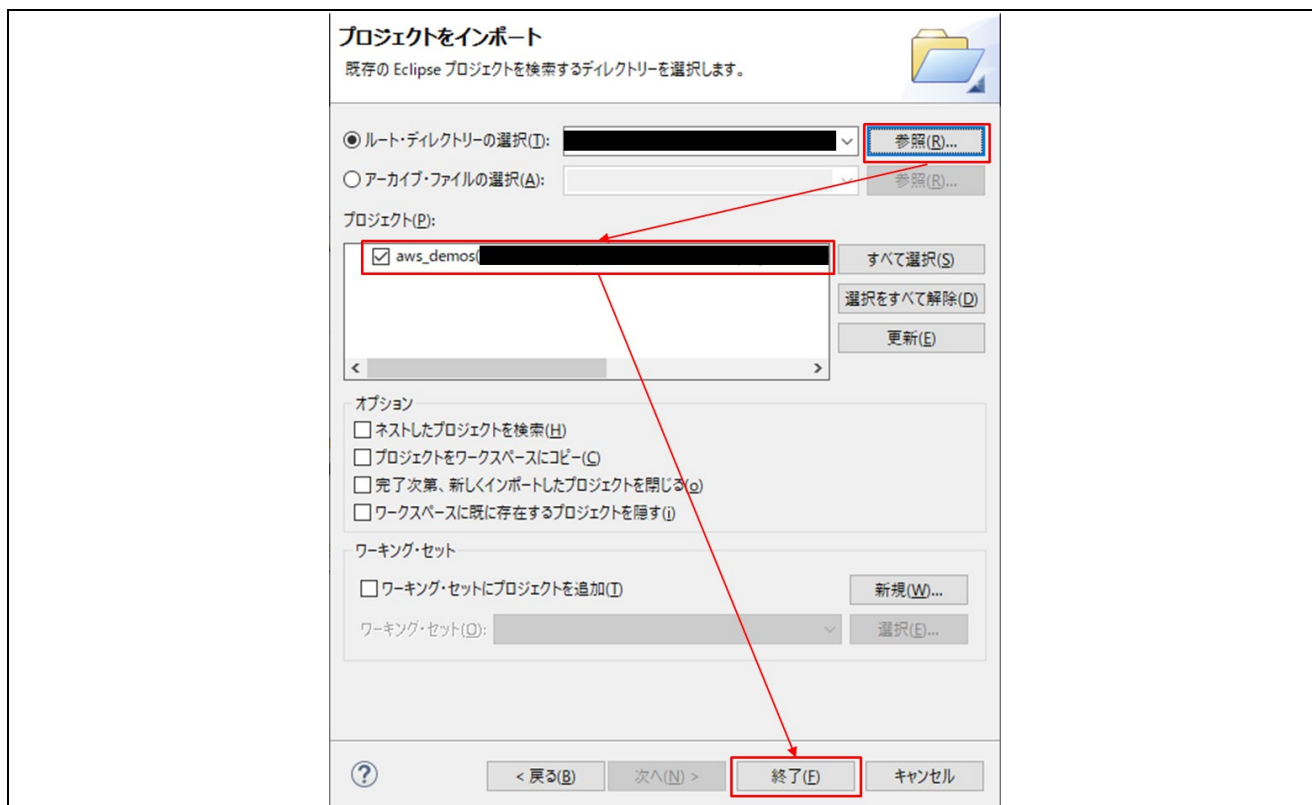 プロジェクトをインポート
既存の Eclipse プロジェクトを検索するディレクトリーを選択します。
ルート・ディレクトリーの選択(T): 参照(R)...
アーカイブ・ファイルの選択(A): 参照(R)...
プロジェクト(P):
aws_demos( すべて選択(S)
選択をすべて解除(D)
更新(E)
オプション
ネストしたプロジェクトを検索(H)
プロジェクトをワークスペースにコピー(C)
完了次第、新しくインポートしたプロジェクトを閉じる(o)
ワークスペースに既に存在するプロジェクトを隠す(i)
ワーキング・セット
ワーキング・セットにプロジェクトを追加(T) 新規(W)...
ワーキング・セット(O): 選択(E)...
? < 戻る(B) 次へ(N) > 終了(F) キャンセル